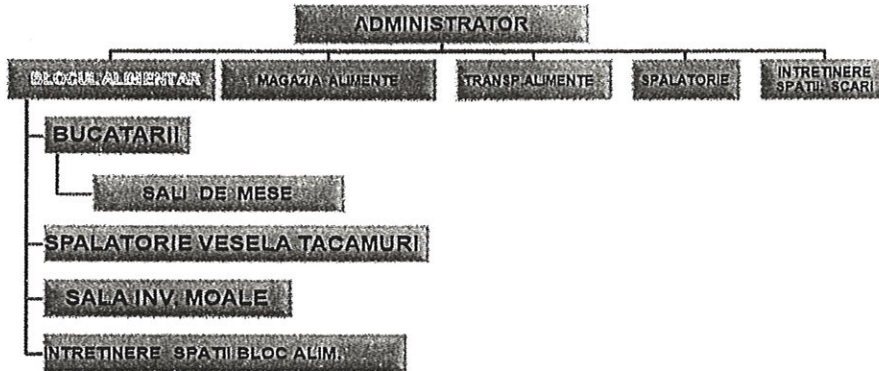 ADMINISTRATOR
BLOCUL ALIMENTAR
MAGAZIA ALIMENTE
TRANSP. ALIMENTE
SPALATORIE
INTRETINERE
SPATII- SCARI
BUCATARII
SALI DE MESE
SPALATORIE VESELA TACAMURI
SALA INV. MOALE
INTRETINERE SPATII BLOC ALIM.